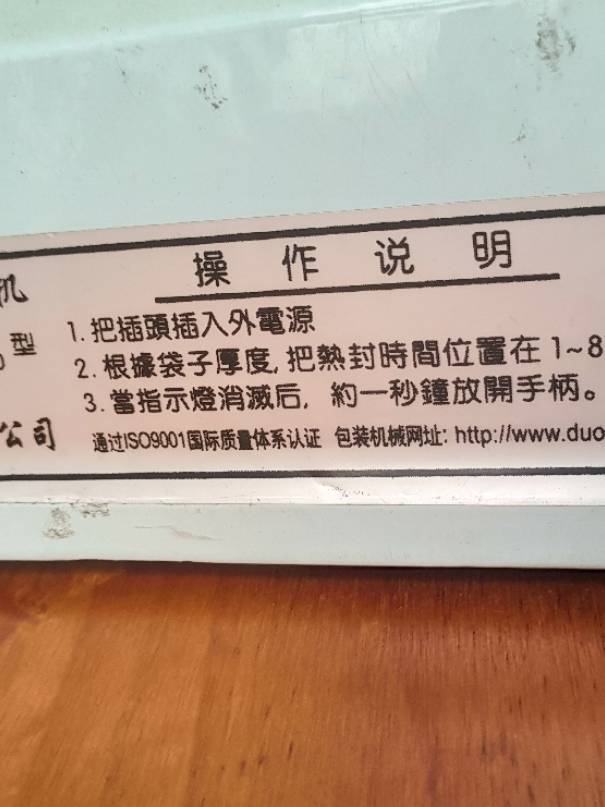 操作说明
机
型
1.把插頭插入外電源
2.根據袋子厚度,把熱封時間位置在1~8
3.當指示燈消滅后,約一秒鐘放開手柄。
公司
通过ISO9001国际质量体系认证 包装机械网址: http://www.duo